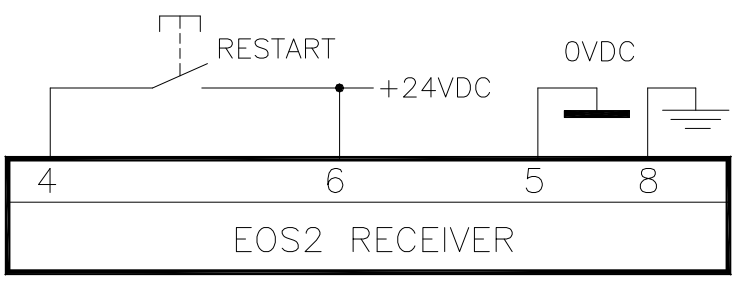 RESTART
0VDC
+24VDC
4 6 5 8
EOS2 RECEIVER